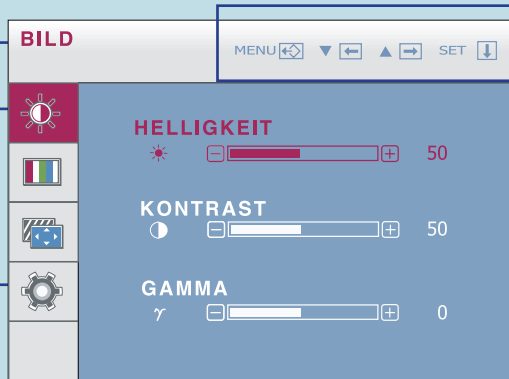 BILD
MENU ▼ ▲ SET
HELLIGKEIT
50
KONTRAST
50
GAMMA
γ 0